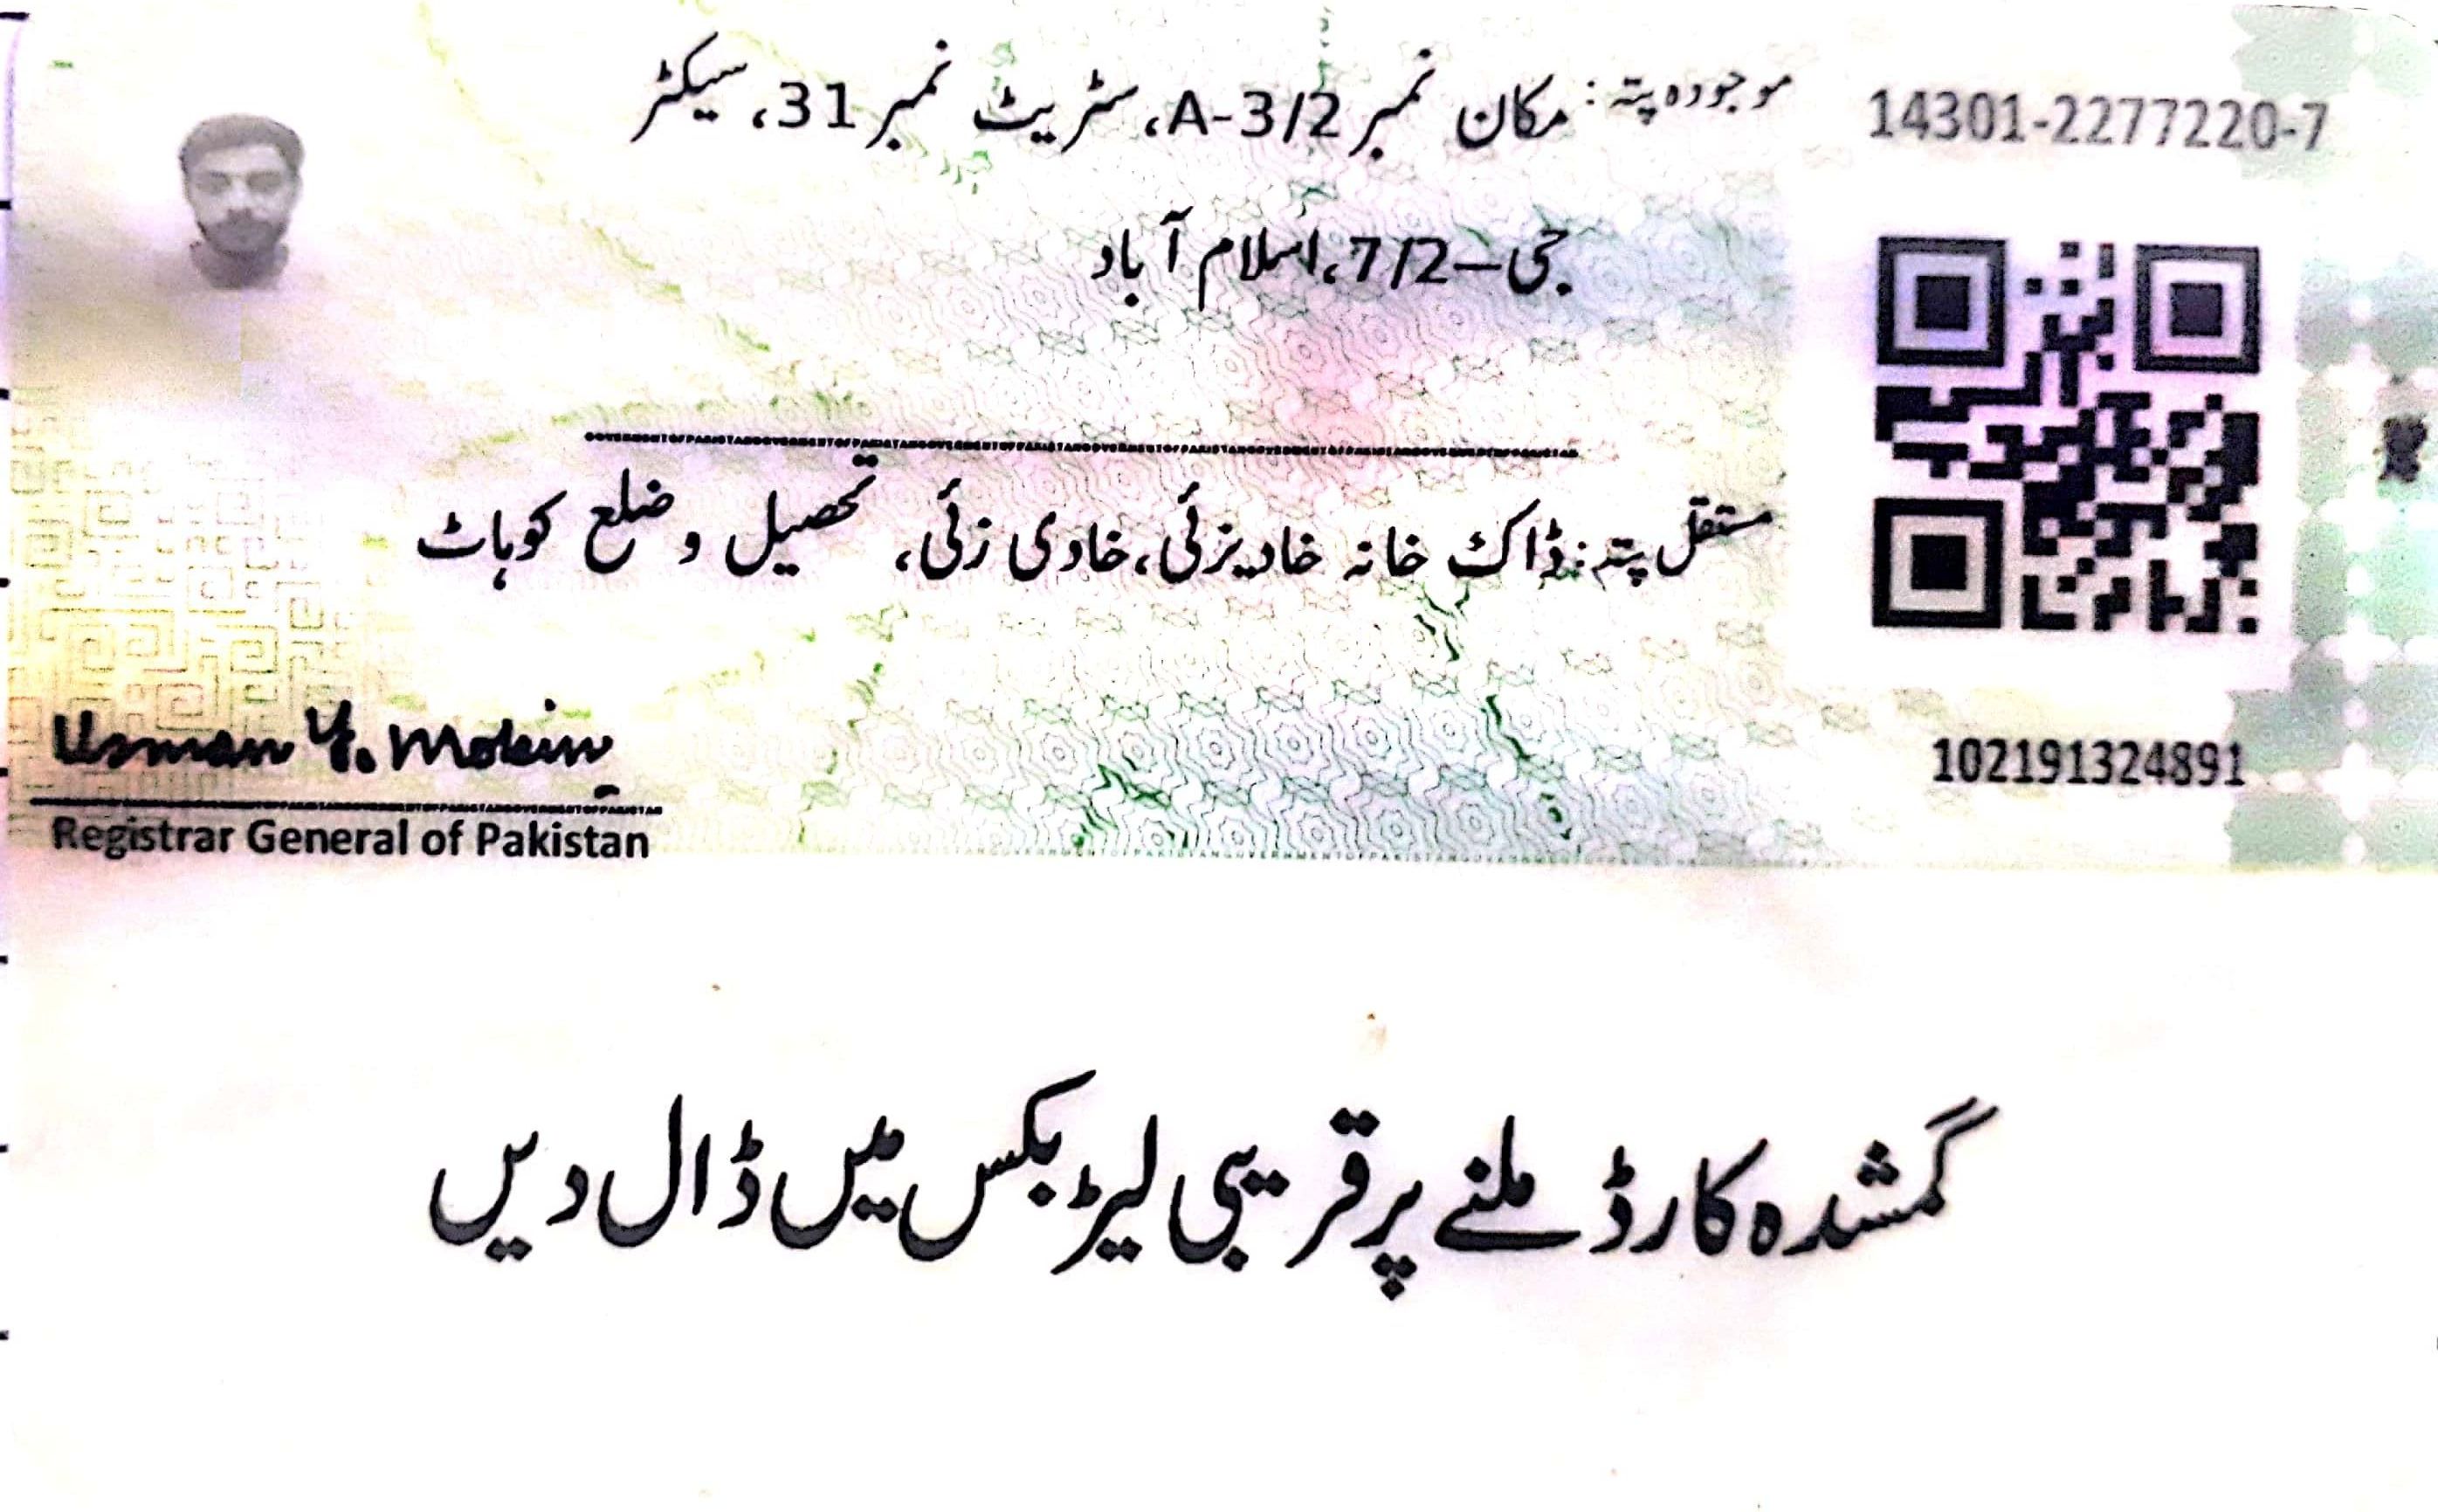 موجودہ پتہ: مکان نمبر A-3/2، سٹریٹ نمبر 31، سیکٹر
جی–7/2، اسلام آباد
14301-2277220-7
مستقل پتہ: ڈاک خانہ خادیزئی، خادی زئی، تحصیل و ضلع کوہاٹ
Usman Y. Mobin
Registrar General of Pakistan
102191324891
گمشدہ کارڈ ملنے پر قریبی لیٹر بکس میں ڈال دیں